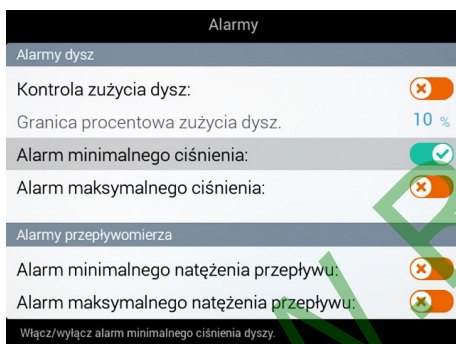 Alarmy
Alarmy dysz
Kontrola zużycia dysz:
Granica procentowa zużycia dysz. 10 %
Alarm minimalnego ciśnienia:
Alarm maksymalnego ciśnienia:
Alarmy przepływomierza
Alarm minimalnego natężenia przepływu:
Alarm maksymalnego natężenia przepływu:
Włącz/wyłącz alarm minimalnego ciśnienia dyszy.